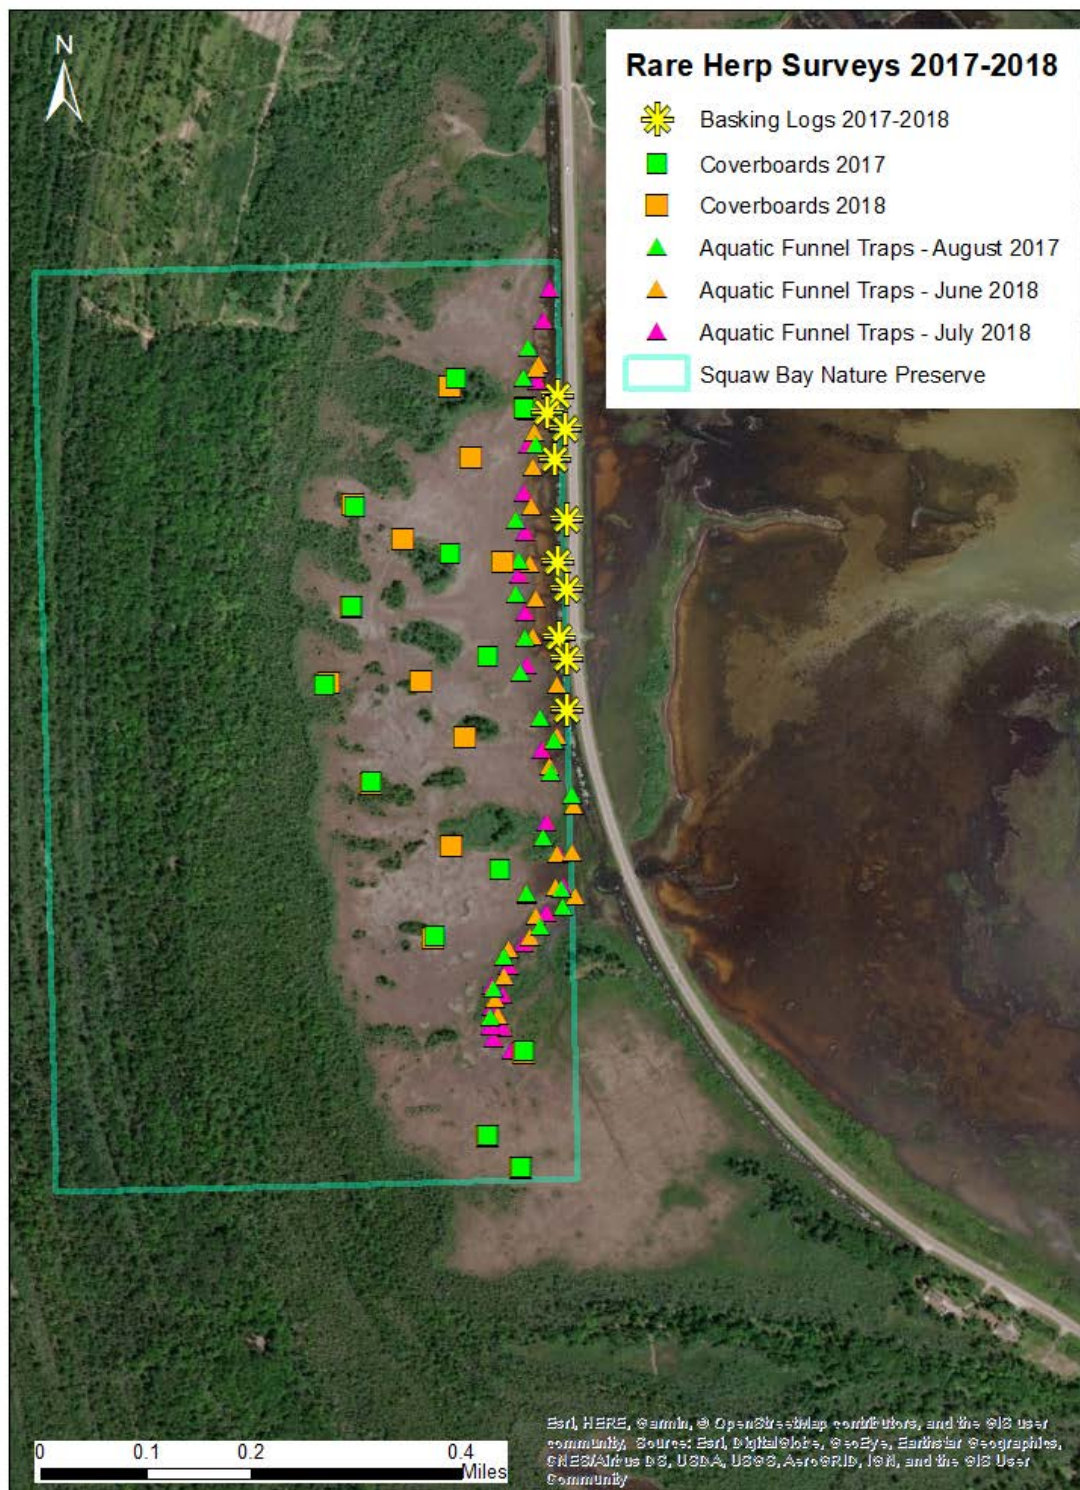 N
Rare Herp Surveys 2017-2018
Basking Logs 2017-2018
Coverboards 2017
Coverboards 2018
Aquatic Funnel Traps - August 2017
Aquatic Funnel Traps - June 2018
Aquatic Funnel Traps - July 2018
Squaw Bay Nature Preserve
0 0.1 0.2 0.4
Miles
Esri, HERE, Garmin, © OpenStreetMap contributors, and the GIS user
community, Source: Esri, DigitalGlobe, GeoEye, Earthstar Geographics,
CNES/Airbus DS, USDA, USGS, AeroGRID, IGN, and the GIS User
Community